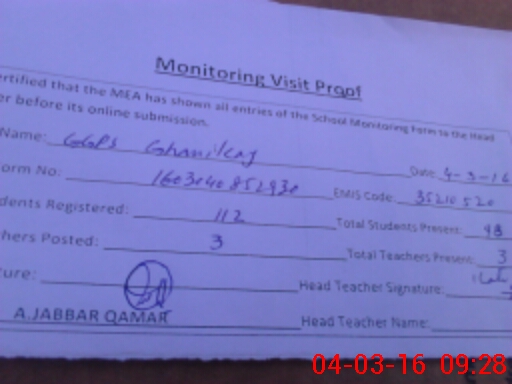 Monitoring Visit Proof
ertified that the MEA has shown all entries of the School Monitoring Form to the Head
er before its online submission.
Name: GGPS Date: 4-3-16
orm No: EMIS Code: 35210520
dents Registered: 112 Total Students Present: 98
hers Posted: 3 Total Teachers Present: 3
ure: Head Teacher Signature:
A.JABBAR QAMAR Head Teacher Name:
04-03-16 09:28